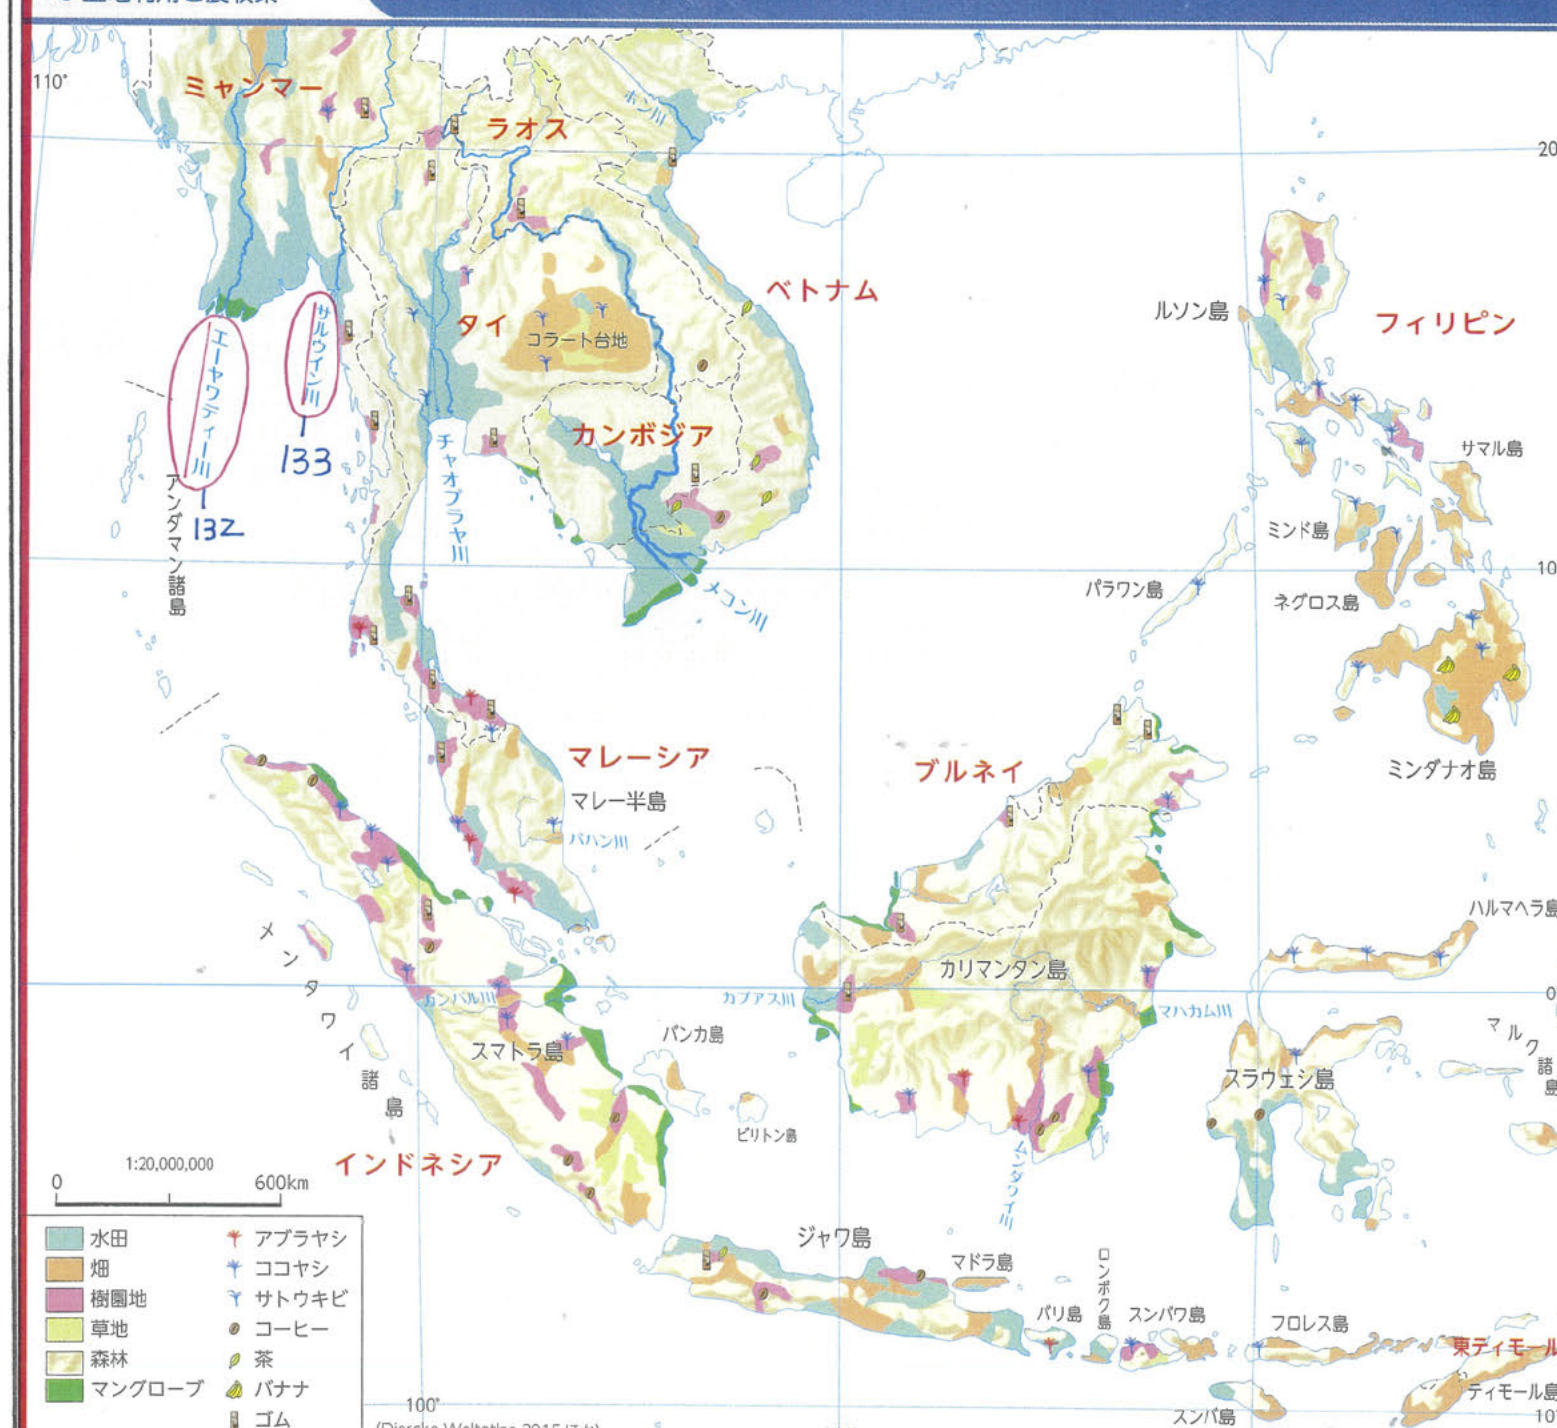 110°
ミャンマー
ラオス
ホン川
20
ベトナム
ルソン島
フィリピン
タイ
コラート台地
エーヤワディー川
サルウィン川
133
132
カンボジア
チャオプラヤ川
アンダマン諸島
サマル島
ミンド島
10
パラワン島
ネグロス島
メコン川
マレーシア
マレー半島
パハン川
ブルネイ
ミンダナオ島
ハルマヘラ島
メンタワイ諸島
カリマンタン島
カンパル川
カプアス川
マハカム川
0
スマトラ島
バンカ島
マルク諸島
スラウェシ島
ビリトン島
ムンダワイ川
インドネシア
1:20,000,000
0 600km
ジャワ島
マドラ島
ロンボク島
バリ島
スンバワ島
フロレス島
東ティモール
ティモール島
スンバ島
10
100°
水田 アブラヤシ
畑 ココヤシ
樹園地 サトウキビ
草地 コーヒー
森林 茶
マングローブ バナナ
ゴム